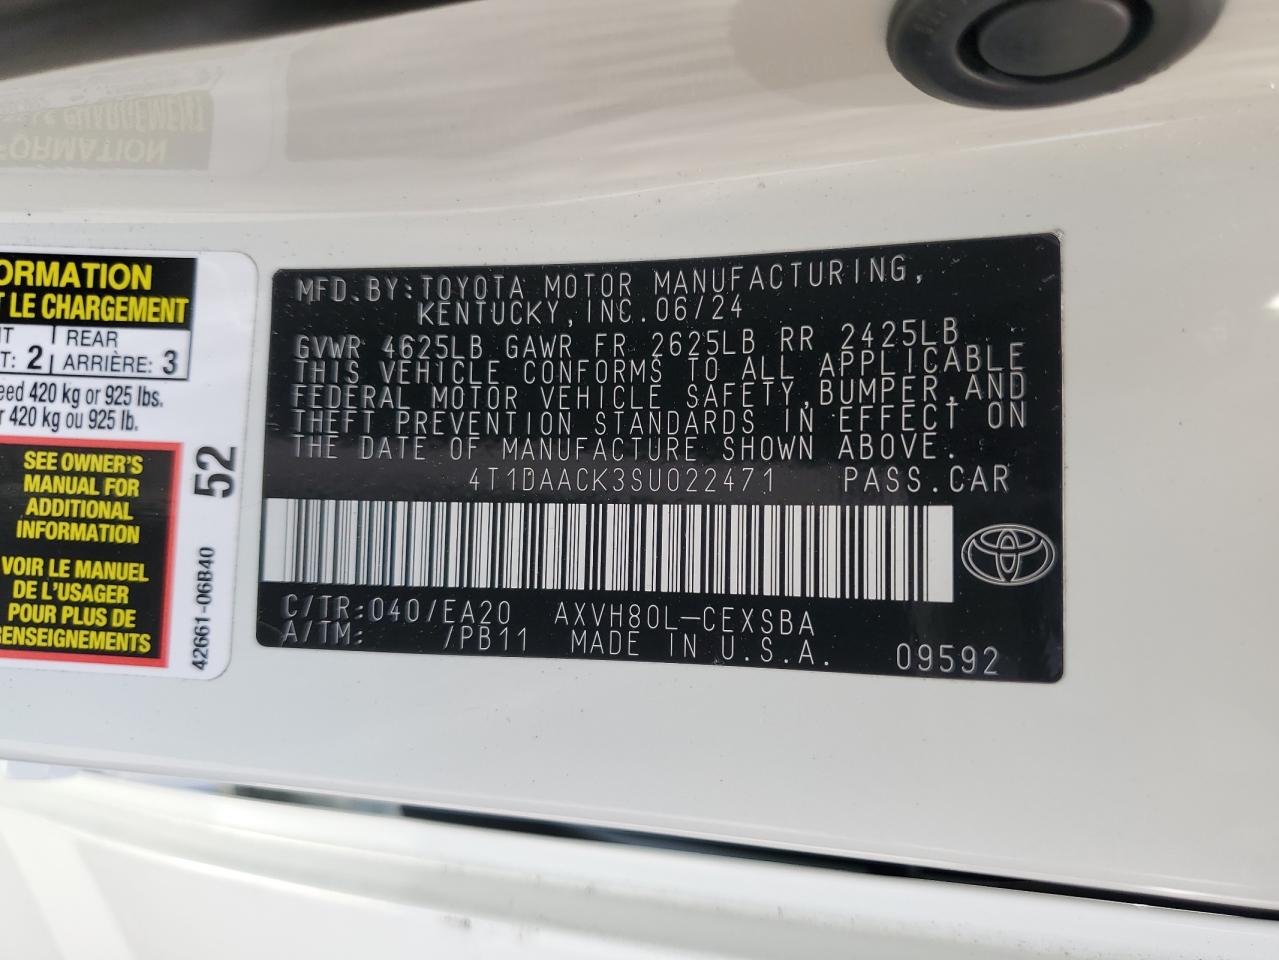 ORMATION
T LE CHARGEMENT
NT | REAR
T: 2 | ARRIÈRE: 3
eed 420 kg or 925 lbs.
r 420 kg ou 925 lb.
SEE OWNER'S
MANUAL FOR
ADDITIONAL
INFORMATION
VOIR LE MANUEL
DE L'USAGER
POUR PLUS DE
RENSEIGNEMENTS
52
42661-06B40
MFD.BY:TOYOTA MOTOR MANUFACTURING,
KENTUCKY, INC. 06/24
GVWR 4625LB GAWR FR 2625LB RR 2425LB
THIS VEHICLE CONFORMS TO ALL APPLICABLE
FEDERAL MOTOR VEHICLE SAFETY,BUMPER,AND
THEFT PREVENTION STANDARDS IN EFFECT ON
THE DATE OF MANUFACTURE SHOWN ABOVE.
4T1DAACK3SU022471 PASS.CAR
C/TR:040/EA20 AXVH80L-CEXSBA
A/TM: /PB11 MADE IN U.S.A. 09592